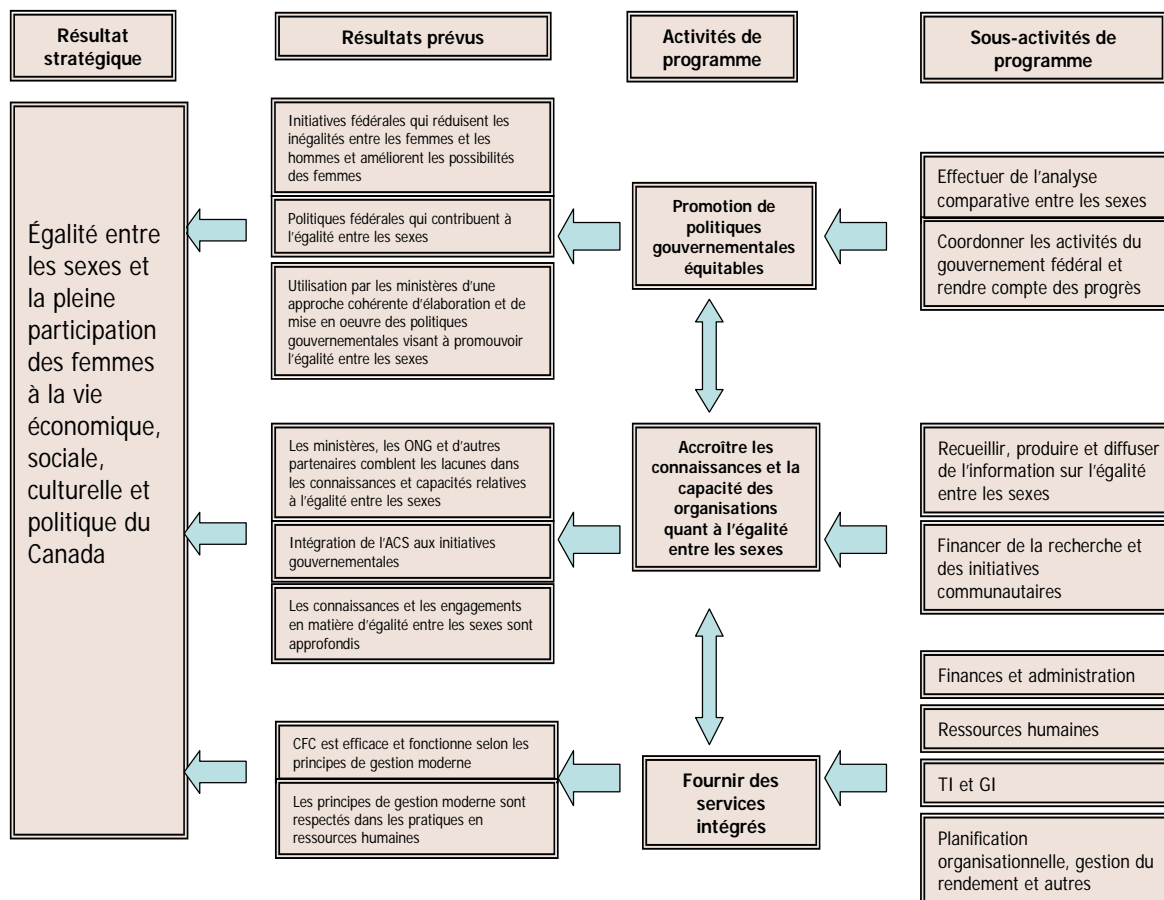 Résultat
stratégique
Résultats prévus
Activités de
programme
Sous-activités de
programme
Égalité entre
les sexes et
la pleine
participation
des femmes
à la vie
économique,
sociale,
culturelle et
politique du
Canada
Initiatives fédérales qui réduisent les
inégalités entre les femmes et les
hommes et améliorent les possibilités
des femmes
Politiques fédérales qui contribuent à
l'égalité entre les sexes
Utilisation par les ministères d'une
approche cohérente d'élaboration et de
mise en oeuvre des politiques
gouvernementales visant à promouvoir
l'égalité entre les sexes
Promotion de
politiques
gouvernementales
équitables
Effectuer de l'analyse
comparative entre les sexes
Coordonner les activités du
gouvernement fédéral et
rendre compte des progrès
Les ministères, les ONG et d'autres
partenaires comblent les lacunes dans
les connaissances et capacités relatives
à l'égalité entre les sexes
Intégration de l'ACS aux initiatives
gouvernementales
Les connaissances et les engagements
en matière d'égalité entre les sexes sont
approfondis
Accroître les
connaissances et la
capacité des
organisations
quant à l'égalité
entre les sexes
Recueillir, produire et diffuser
de l'information sur l'égalité
entre les sexes
Financer de la recherche et
des initiatives
communautaires
CFC est efficace et fonctionne selon les
principes de gestion moderne
Les principes de gestion moderne sont
respectés dans les pratiques en
ressources humaines
Fournir des
services
intégrés
Finances et administration
Ressources humaines
TI et GI
Planification
organisationnelle, gestion du
rendement et autres